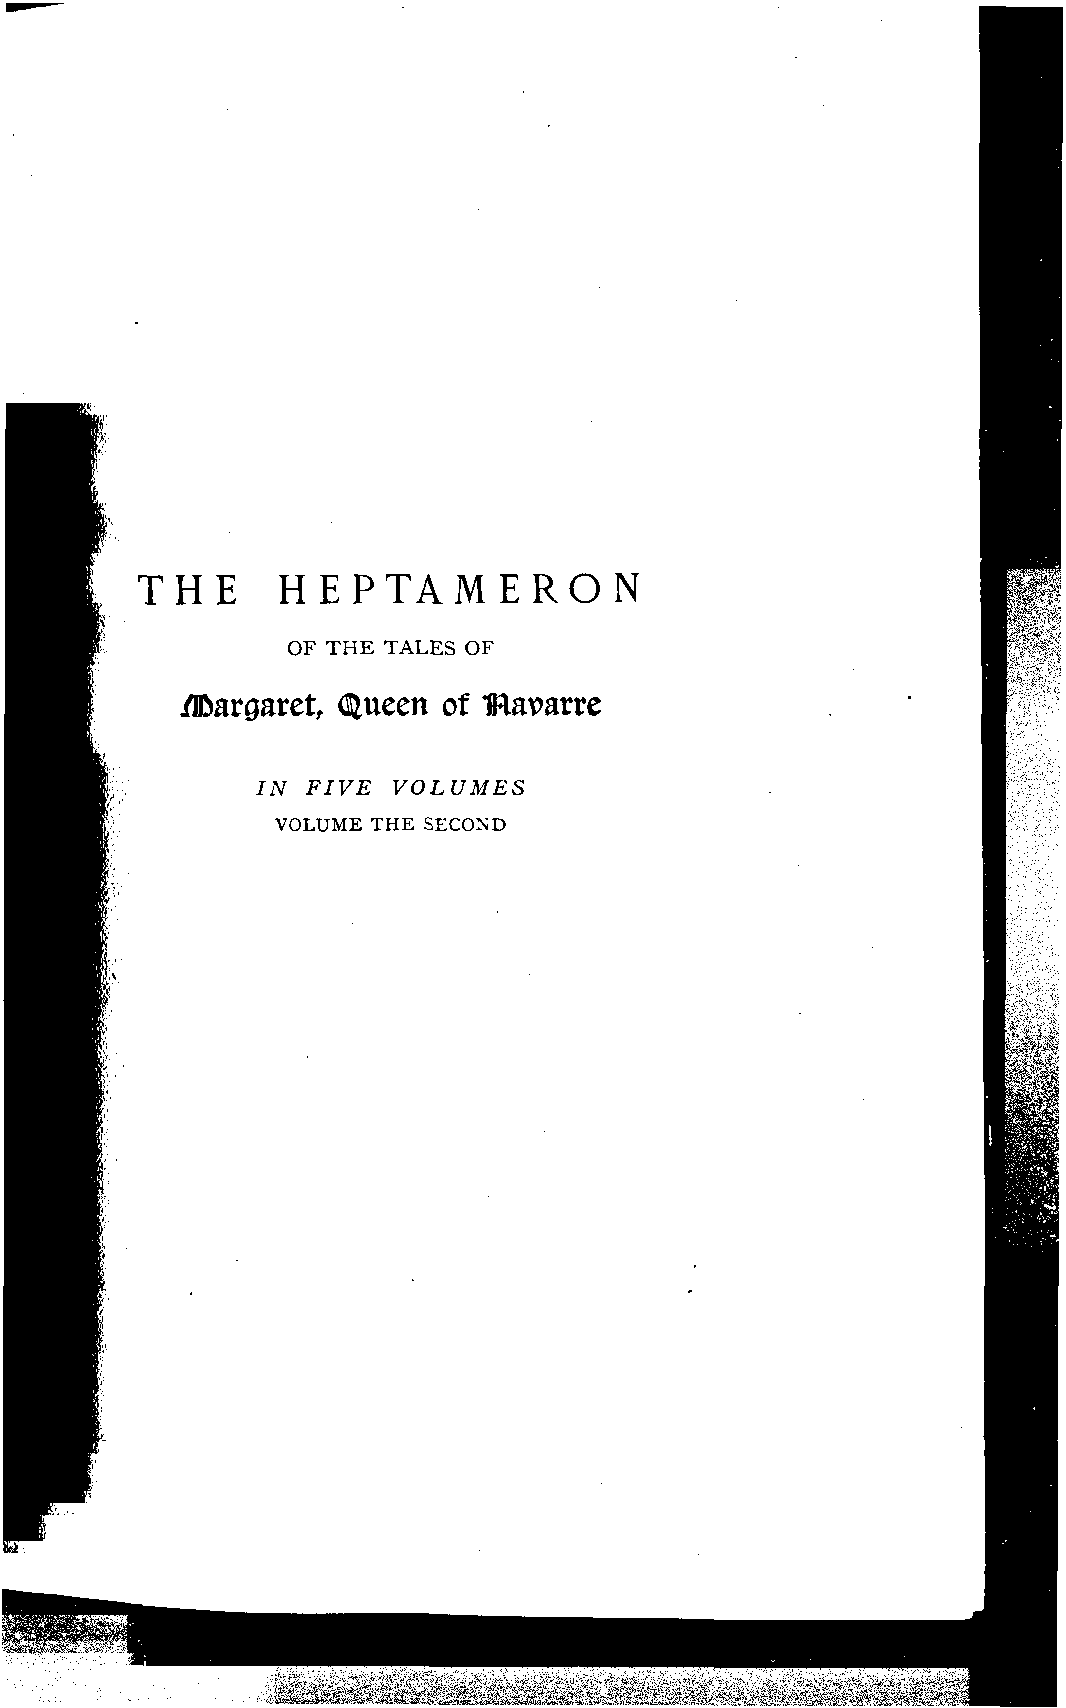 THE HEPTAMERON
OF THE TALES OF
Margaret, Queen of Navarre
IN FIVE VOLUMES
VOLUME THE SECOND